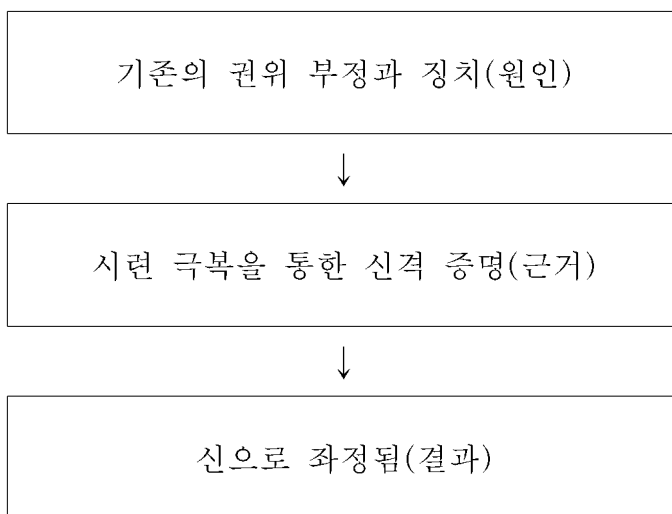 기존의 권위 부정과 징치(원인)
↓
시련 극복을 통한 신격 증명(근거)
↓
신으로 좌정됨(결과)